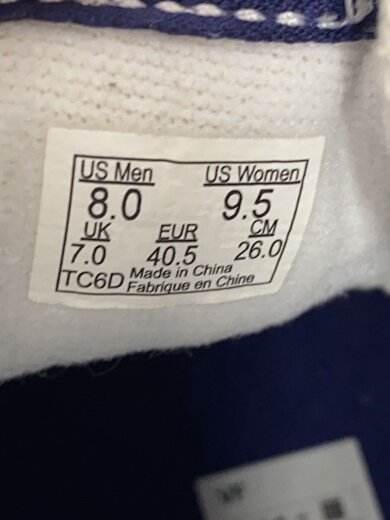 US Men US Women
8.0 9.5
UK EUR CM
7.0 40.5 26.0
TC6D Made in China
Fabrique en Chine